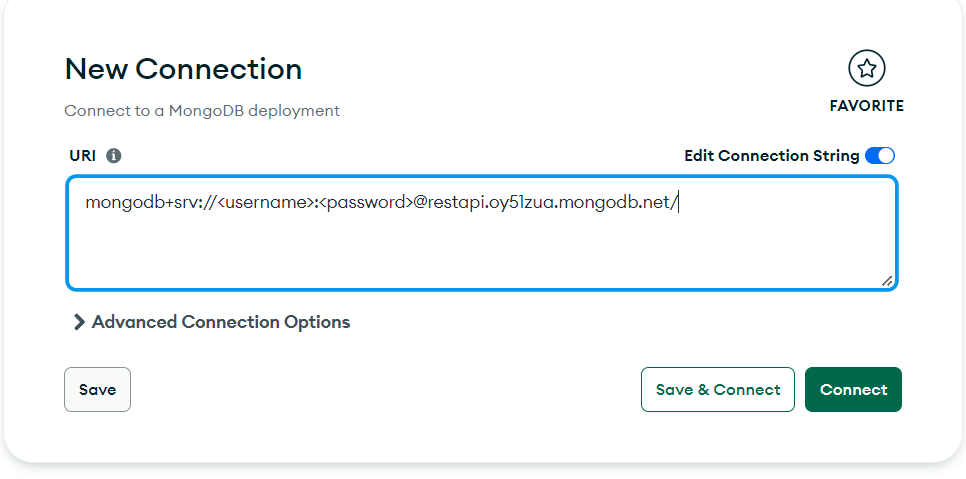 New Connection
FAVORITE
Connect to a MongoDB deployment
URI
Edit Connection String
mongodb+srv://<username>:<password>@restapi.oy51zua.mongodb.net/
Advanced Connection Options
Save
Save & Connect
Connect